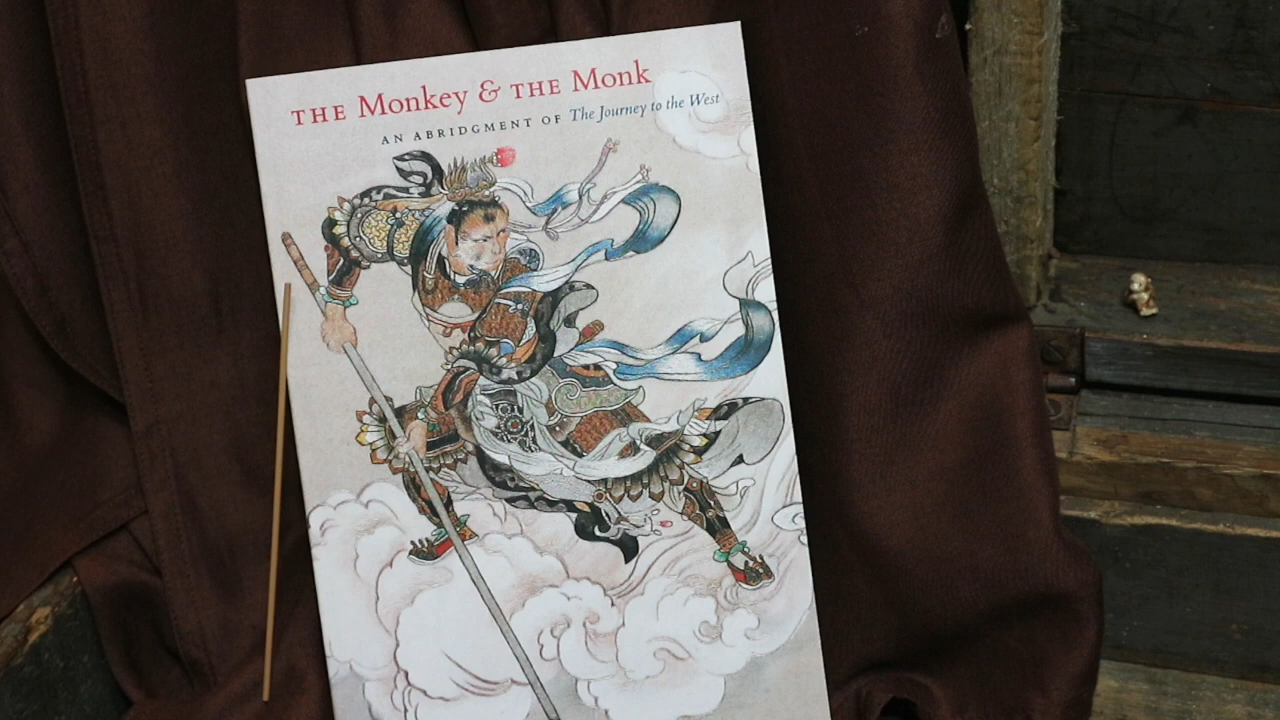 THE Monkey & THE Monk
AN ABRIDGMENT OF The Journey to the West